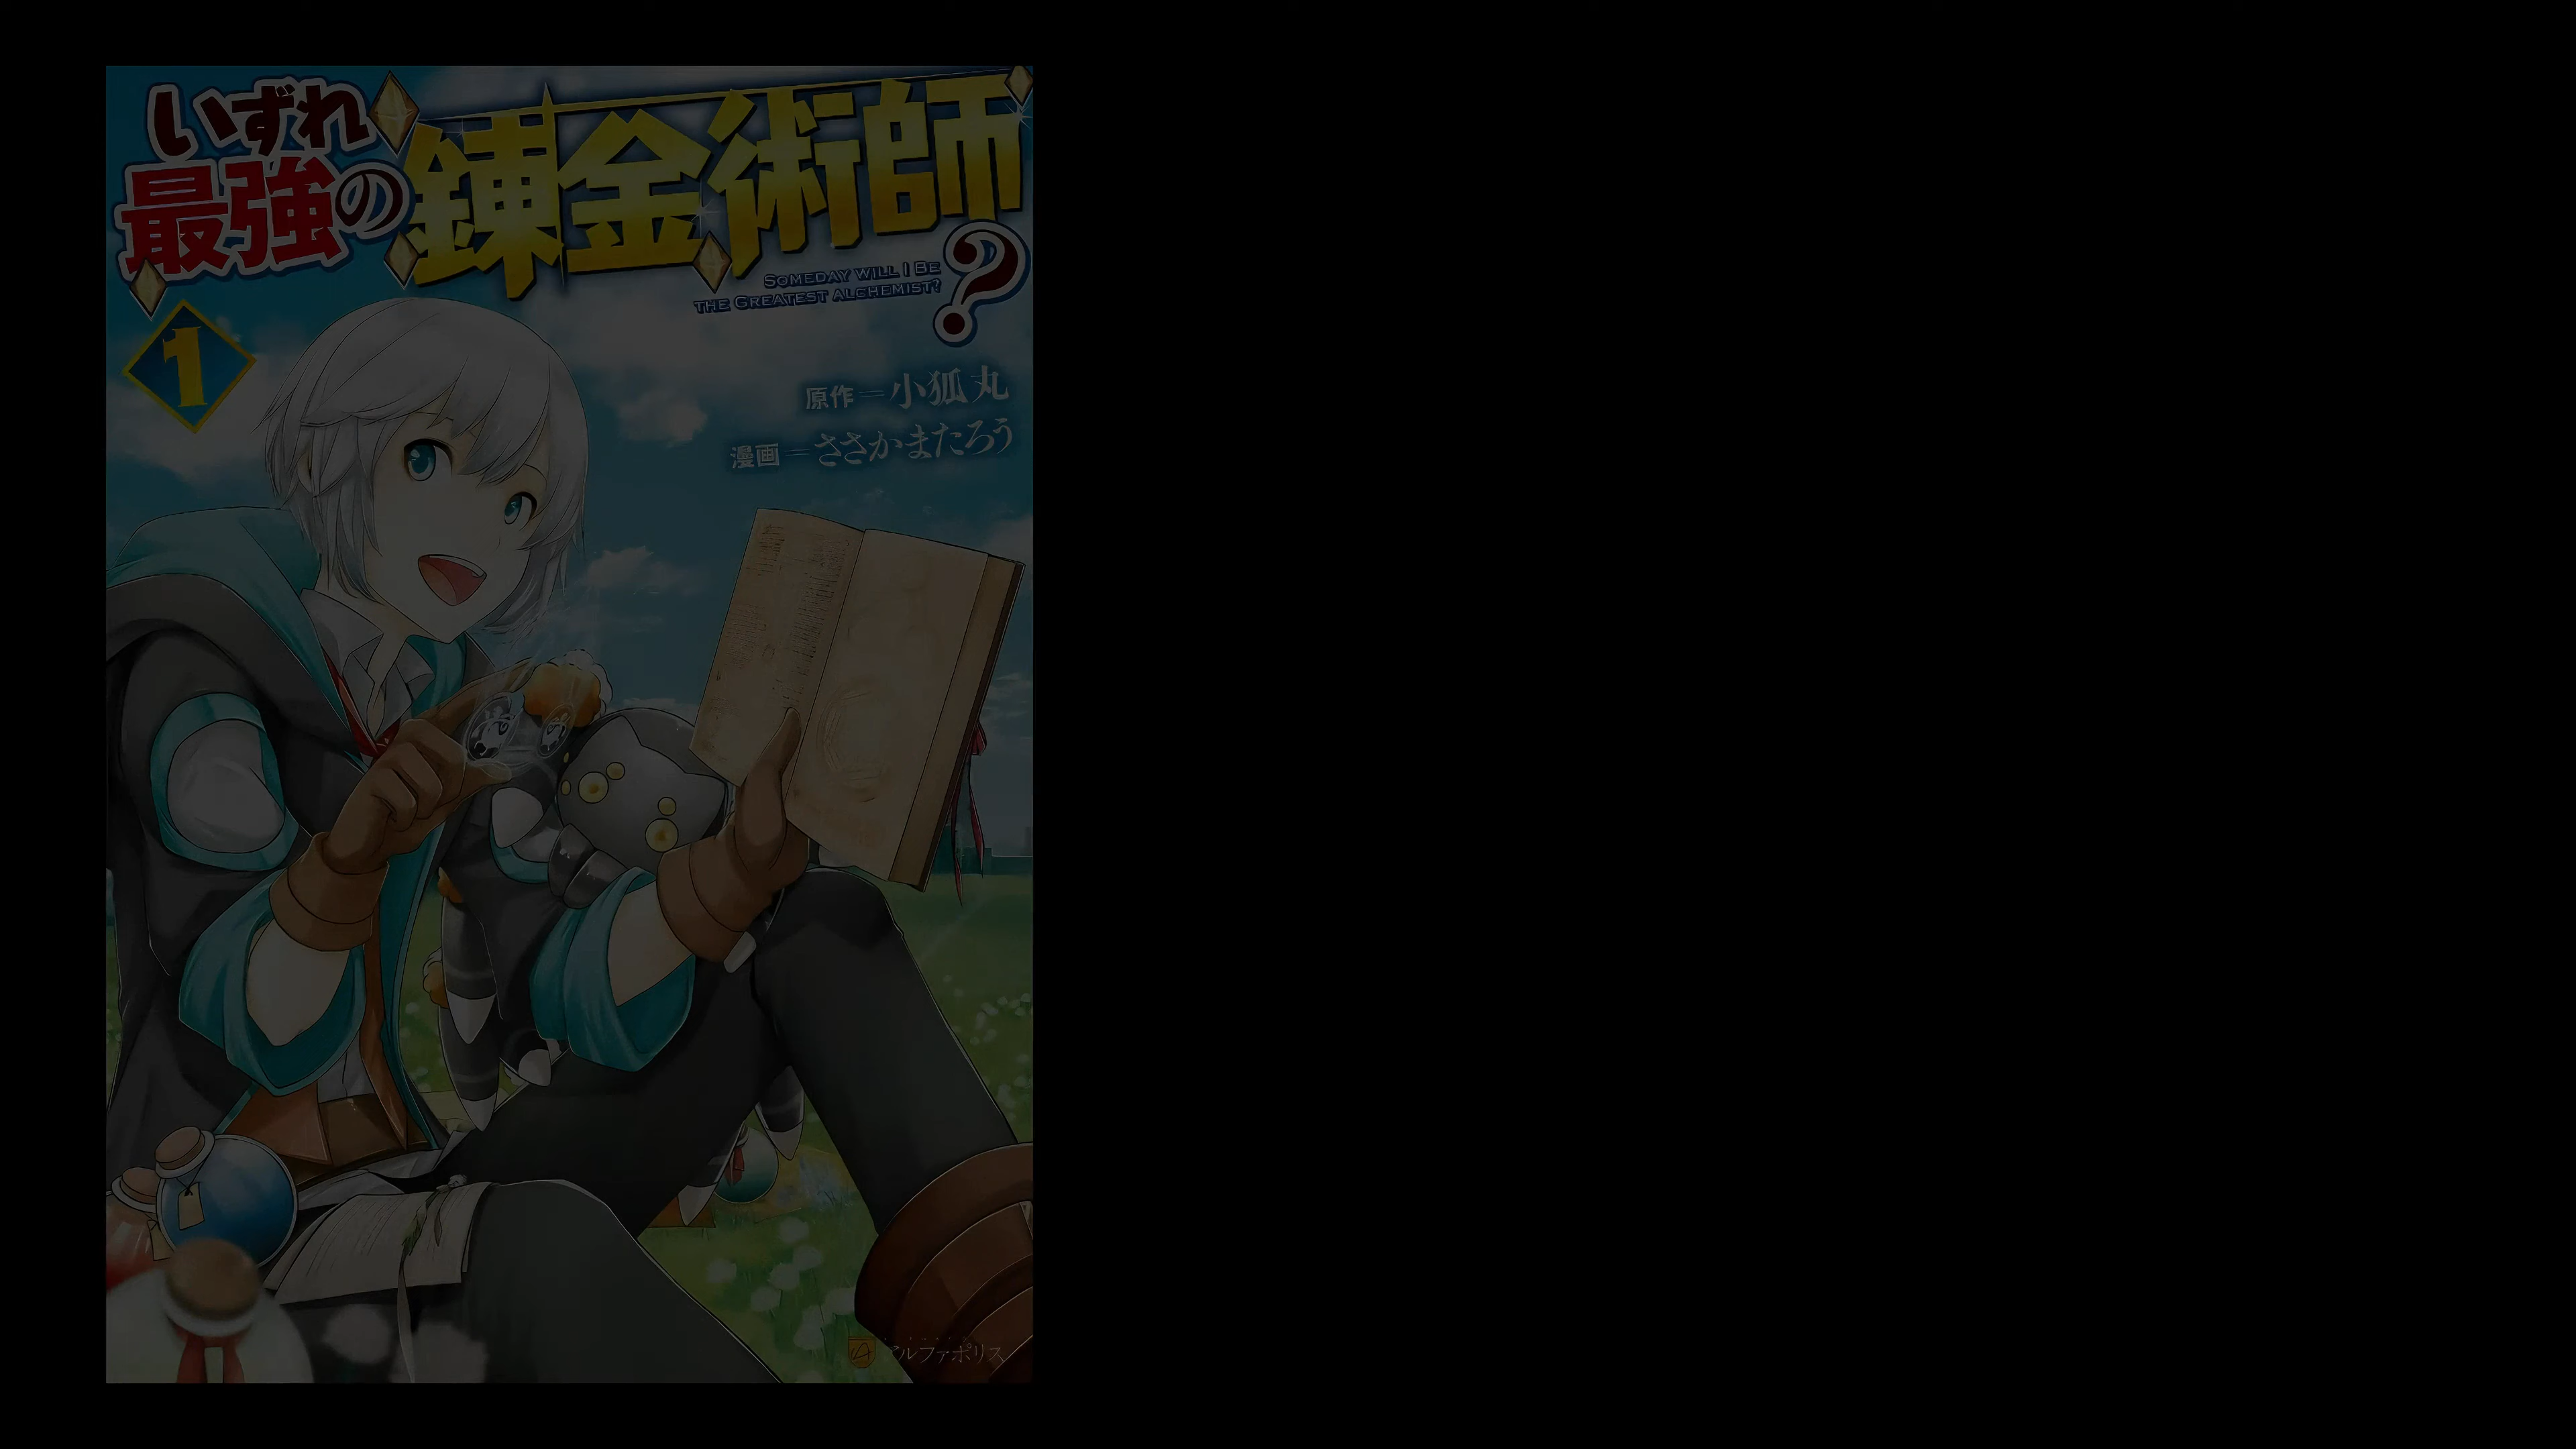 いずれ
最強の錬金術師?
SOMEDAY WILL I BE
THE GREATEST ALCHEMIST?
1
原作=小狐丸
漫画=ささかまたろう
アルファポリス